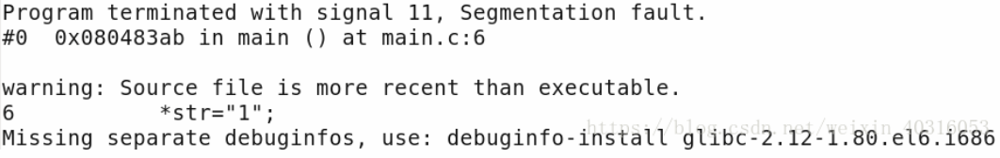 Program terminated with signal 11, Segmentation fault.
#0  0x080483ab in main () at main.c:6
warning: Source file is more recent than executable.
6           *str="1";
https://blog.csdn.net/weixin_40316053
Missing separate debuginfos, use: debuginfo-install glibc-2.12-1.80.el6.i686